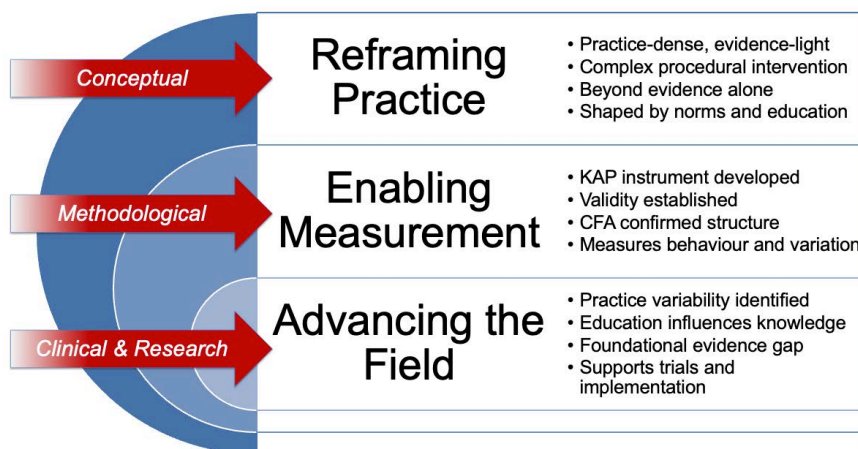 Conceptual
Reframing
Practice
• Practice-dense, evidence-light
• Complex procedural intervention
• Beyond evidence alone
• Shaped by norms and education
Methodological
Enabling
Measurement
• KAP instrument developed
• Validity established
• CFA confirmed structure
• Measures behaviour and variation
Clinical & Research
Advancing the
Field
• Practice variability identified
• Education influences knowledge
• Foundational evidence gap
• Supports trials and
implementation